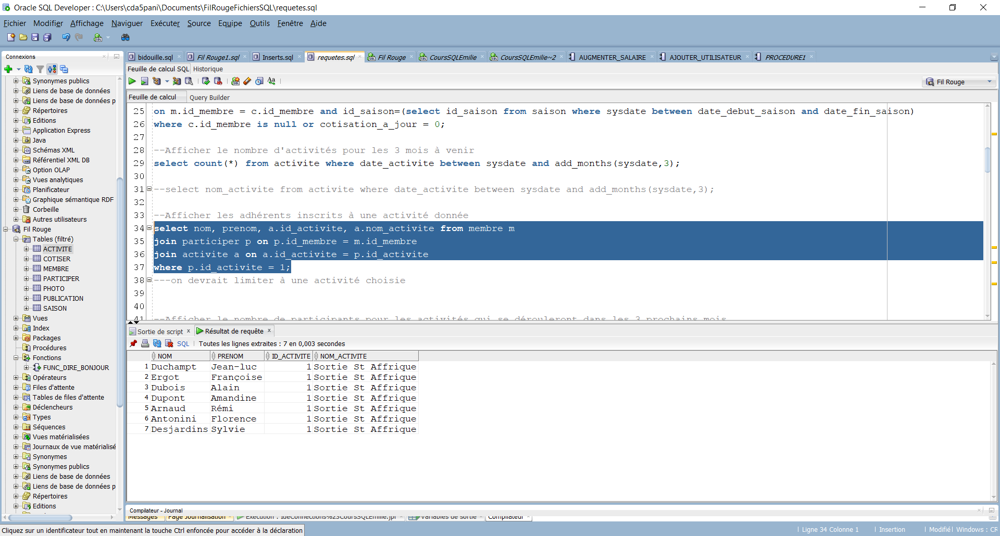 Oracle SQL Developer : C:\Users\cda5pani\Documents\FilRougeFichiersSQL\requetes.sql
Fichier Modifier Affichage Naviguer Exécuter Source Equipe Outils Fenêtre Aide
Connexions
Synonymes publics
Liens de base de données
Liens de base de données p
Répertoires
Editions
Application Express
Java
Schémas XML
Référentiel XML DB
Option OLAP
Vues analytiques
Planificateur
Graphique sémantique RDF
Corbeille
Autres utilisateurs
Fil Rouge
Tables (filtré)
ACTIVITE
COTISER
MEMBRE
PARTICIPER
PHOTO
PUBLICATION
SAISON
Vues
Index
Packages
Procédures
Fonctions
FUNC_DIRE_BONJOUR
Opérateurs
Files d'attente
Tables de files d'attente
Déclencheurs
Types
Séquences
Vues matérialisées
Journaux de vue matérialisé
Synonymes
Synonymes publics
Liens de base de données
Liens de base de données p
Répertoires
Editions
bidouille.sql Fil Rouge1.sql Inserts.sql requetes.sql Fil Rouge CoursSQLEmilie CoursSQLEmilie~2 AUGMENTER_SALAIRE AJOUTER_UTILISATEUR PROCEDURE1
Feuille de calcul SQL Historique
Fil Rouge
Feuille de calcul Query Builder
25 on m.id_membre = c.id_membre and id_saison=(select id_saison from saison where sysdate between date_debut_saison and date_fin_saison)
26 where c.id_membre is null or cotisation_a_jour = 0;
27
28 --Afficher le nombre d'activités pour les 3 mois à venir
29 select count(*) from activite where date_activite between sysdate and add_months(sysdate,3);
30
31 --select nom_activite from activite where date_activite between sysdate and add_months(sysdate,3);
32
33 --Afficher les adhérents inscrits à une activité donnée
34 select nom, prenom, a.id_activite, a.nom_activite from membre m
35 join participer p on p.id_membre = m.id_membre
36 join activite a on a.id_activite = p.id_activite
37 where p.id_activite = 1;
38 ---on devrait limiter à une activité choisie
39
40
41 --Afficher le nombre de participants pour les activités qui se dérouleront dans les 3 prochains mois
Sortie de script x Résultat de requête x
SQL Toutes les lignes extraites : 7 en 0,003 secondes
NOM PRENOM ID_ACTIVITE NOM_ACTIVITE
1 Duchampt Jean-luc 1 Sortie St Affrique
2 Ergot Françoise 1 Sortie St Affrique
3 Dubois Alain 1 Sortie St Affrique
4 Dupont Amandine 1 Sortie St Affrique
5 Arnaud Rémi 1 Sortie St Affrique
6 Antonini Florence 1 Sortie St Affrique
7 Desjardins Sylvie 1 Sortie St Affrique
Compilateur - Journal
Messages Page Journalisation Exécution : IdeConnections%23CoursSQLEmilie.jpr Variables de sortie Compilateur
Cliquez sur un identificateur tout en maintenant la touche Ctrl enfoncée pour accéder à la déclaration
Ligne 34 Colonne 1 Insertion Modifié Windows : CR